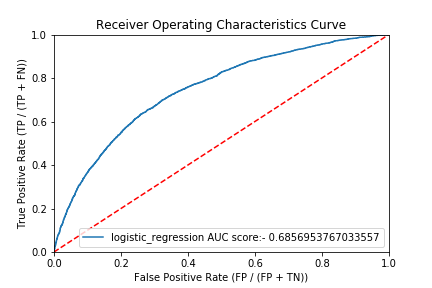 Receiver Operating Characteristics Curve
1.0
0.8
0.6
0.4
0.2
0.0
True Positive Rate (TP / (TP + FN))
logistic_regression AUC score:- 0.6856953767033557
0.0 0.2 0.4 0.6 0.8 1.0
False Positive Rate (FP / (FP + TN))